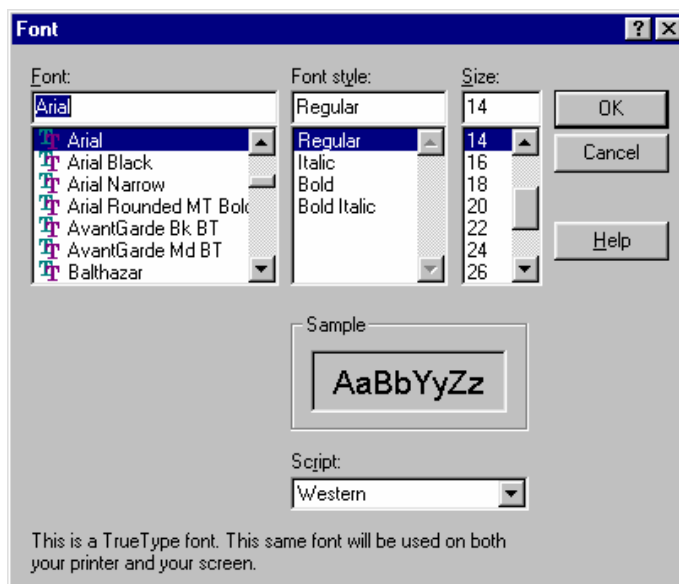 Font
Font:
Font style:
Size:
Arial
Regular
14
OK
Arial
Arial Black
Arial Narrow
Arial Rounded MT Bold
AvantGarde Bk BT
AvantGarde Md BT
Balthazar
Regular
Italic
Bold
Bold Italic
14
16
18
20
22
24
26
Cancel
Help
Sample
AaBbYyZz
Script:
Western
This is a TrueType font. This same font will be used on both
your printer and your screen.